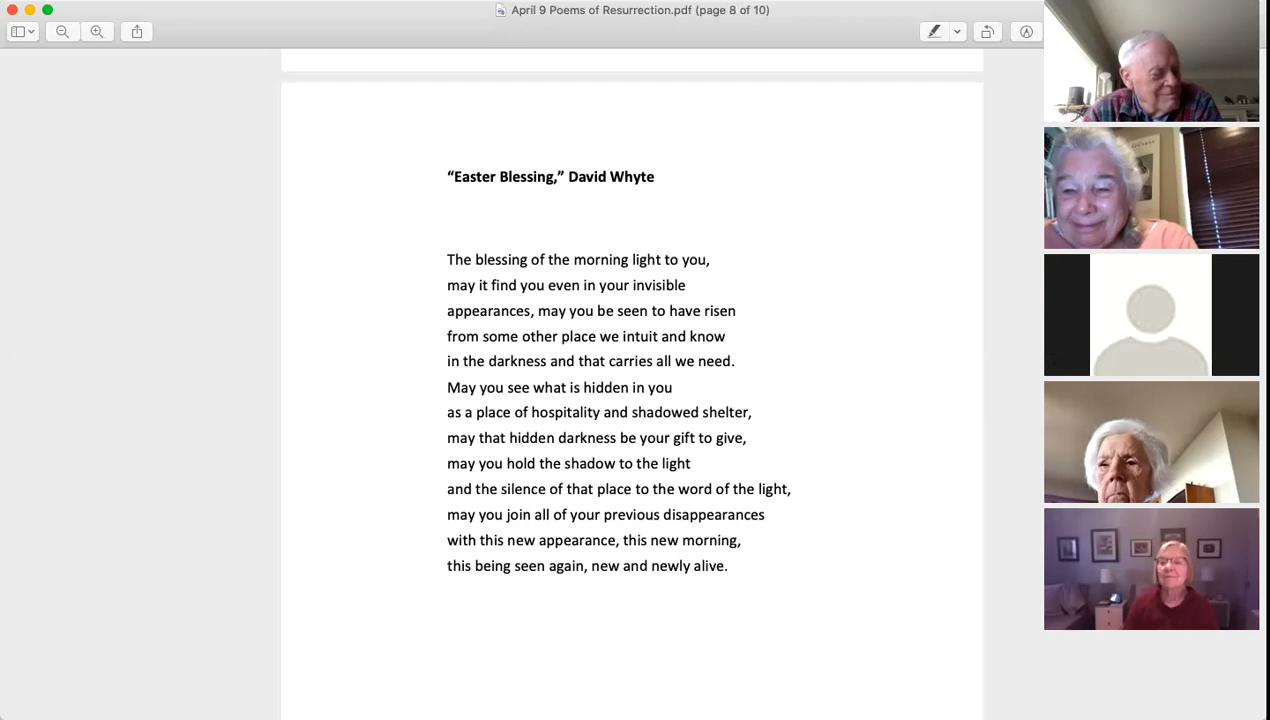 April 9 Poems of Resurrection.pdf (page 8 of 10)
“Easter Blessing,” David Whyte
The blessing of the morning light to you,
may it find you even in your invisible
appearances, may you be seen to have risen
from some other place we intuit and know
in the darkness and that carries all we need.
May you see what is hidden in you
as a place of hospitality and shadowed shelter,
may that hidden darkness be your gift to give,
may you hold the shadow to the light
and the silence of that place to the word of the light,
may you join all of your previous disappearances
with this new appearance, this new morning,
this being seen again, new and newly alive.